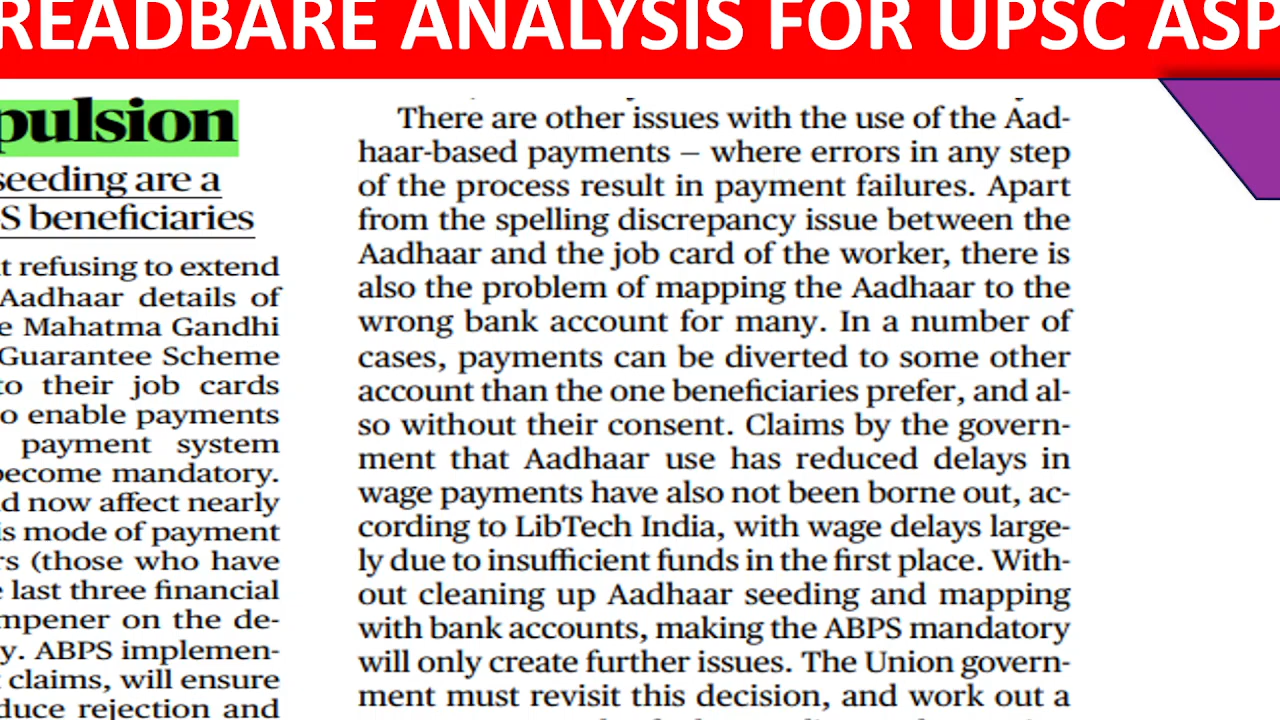 READBARE ANALYSIS FOR UPSC ASP
pulsion
seeding are a
S beneficiaries
t refusing to extend
Aadhaar details of
e Mahatma Gandhi
Guarantee Scheme
to their job cards
o enable payments
payment system
become mandatory.
d now affect nearly
is mode of payment
rs (those who have
e last three financial
mpener on the de-
y. ABPS implemen-
claims, will ensure
duce rejection and
There are other issues with the use of the Aad-
haar-based payments – where errors in any step
of the process result in payment failures. Apart
from the spelling discrepancy issue between the
Aadhaar and the job card of the worker, there is
also the problem of mapping the Aadhaar to the
wrong bank account for many. In a number of
cases, payments can be diverted to some other
account than the one beneficiaries prefer, and al-
so without their consent. Claims by the govern-
ment that Aadhaar use has reduced delays in
wage payments have also not been borne out, ac-
cording to LibTech India, with wage delays large-
ly due to insufficient funds in the first place. With-
out cleaning up Aadhaar seeding and mapping
with bank accounts, making the ABPS mandatory
will only create further issues. The Union govern-
ment must revisit this decision, and work out a